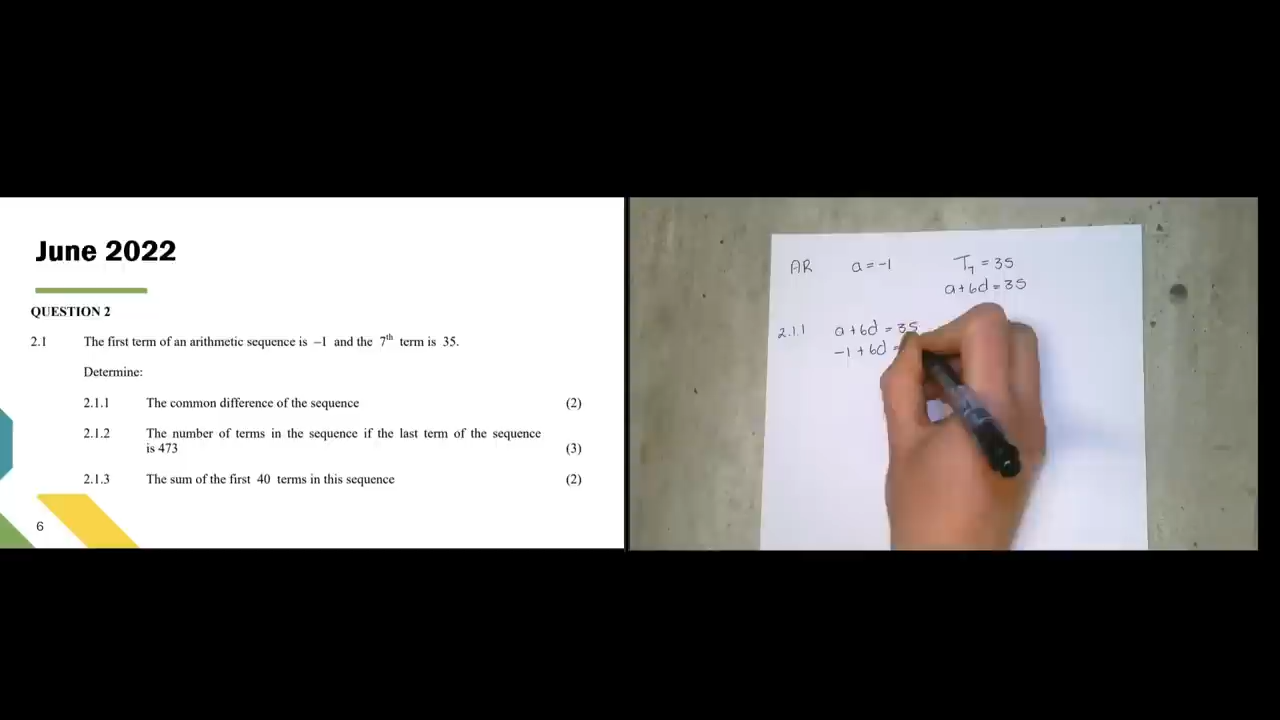 June 2022
QUESTION 2
2.1 The first term of an arithmetic sequence is −1 and the 7th term is 35.
Determine:
2.1.1 The common difference of the sequence (2)
2.1.2 The number of terms in the sequence if the last term of the sequence
is 473 (3)
2.1.3 The sum of the first 40 terms in this sequence (2)
6
AR a = -1 T7 = 35
a + 6d = 35
2.1.1 a + 6d = 35
-1 + 6d =